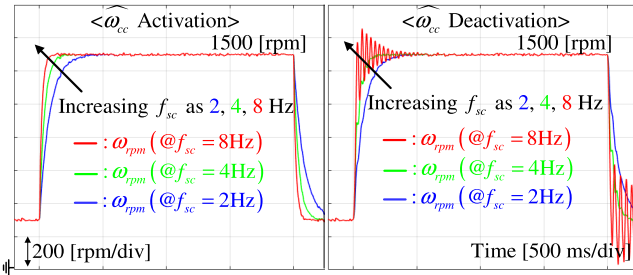 <ω̂cc Activation>
1500 [rpm]
Increasing fsc as 2, 4, 8 Hz
: ωrpm (@fsc = 8Hz)
: ωrpm (@fsc = 4Hz)
: ωrpm (@fsc = 2Hz)
200 [rpm/div]
<ω̂cc Deactivation>
1500 [rpm]
Increasing fsc as 2, 4, 8 Hz
: ωrpm (@fsc = 8Hz)
: ωrpm (@fsc = 4Hz)
: ωrpm (@fsc = 2Hz)
Time [500 ms/div]